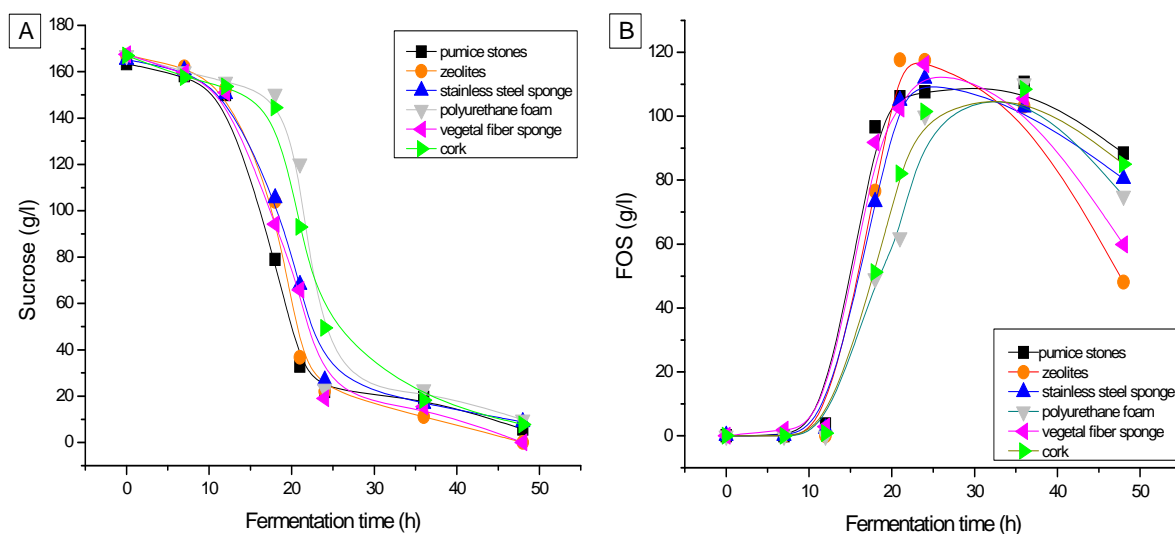 A
180
160
140
120
100
80
60
40
20
0
Sucrose (g/l)
pumice stones
zeolites
stainless steel sponge
polyurethane foam
vegetal fiber sponge
cork
0 10 20 30 40 50
Fermentation time (h)
B
120
100
80
60
40
20
0
FOS (g/l)
pumice stones
zeolites
stainless steel sponge
polyurethane foam
vegetal fiber sponge
cork
0 10 20 30 40 50
Fermentation time (h)